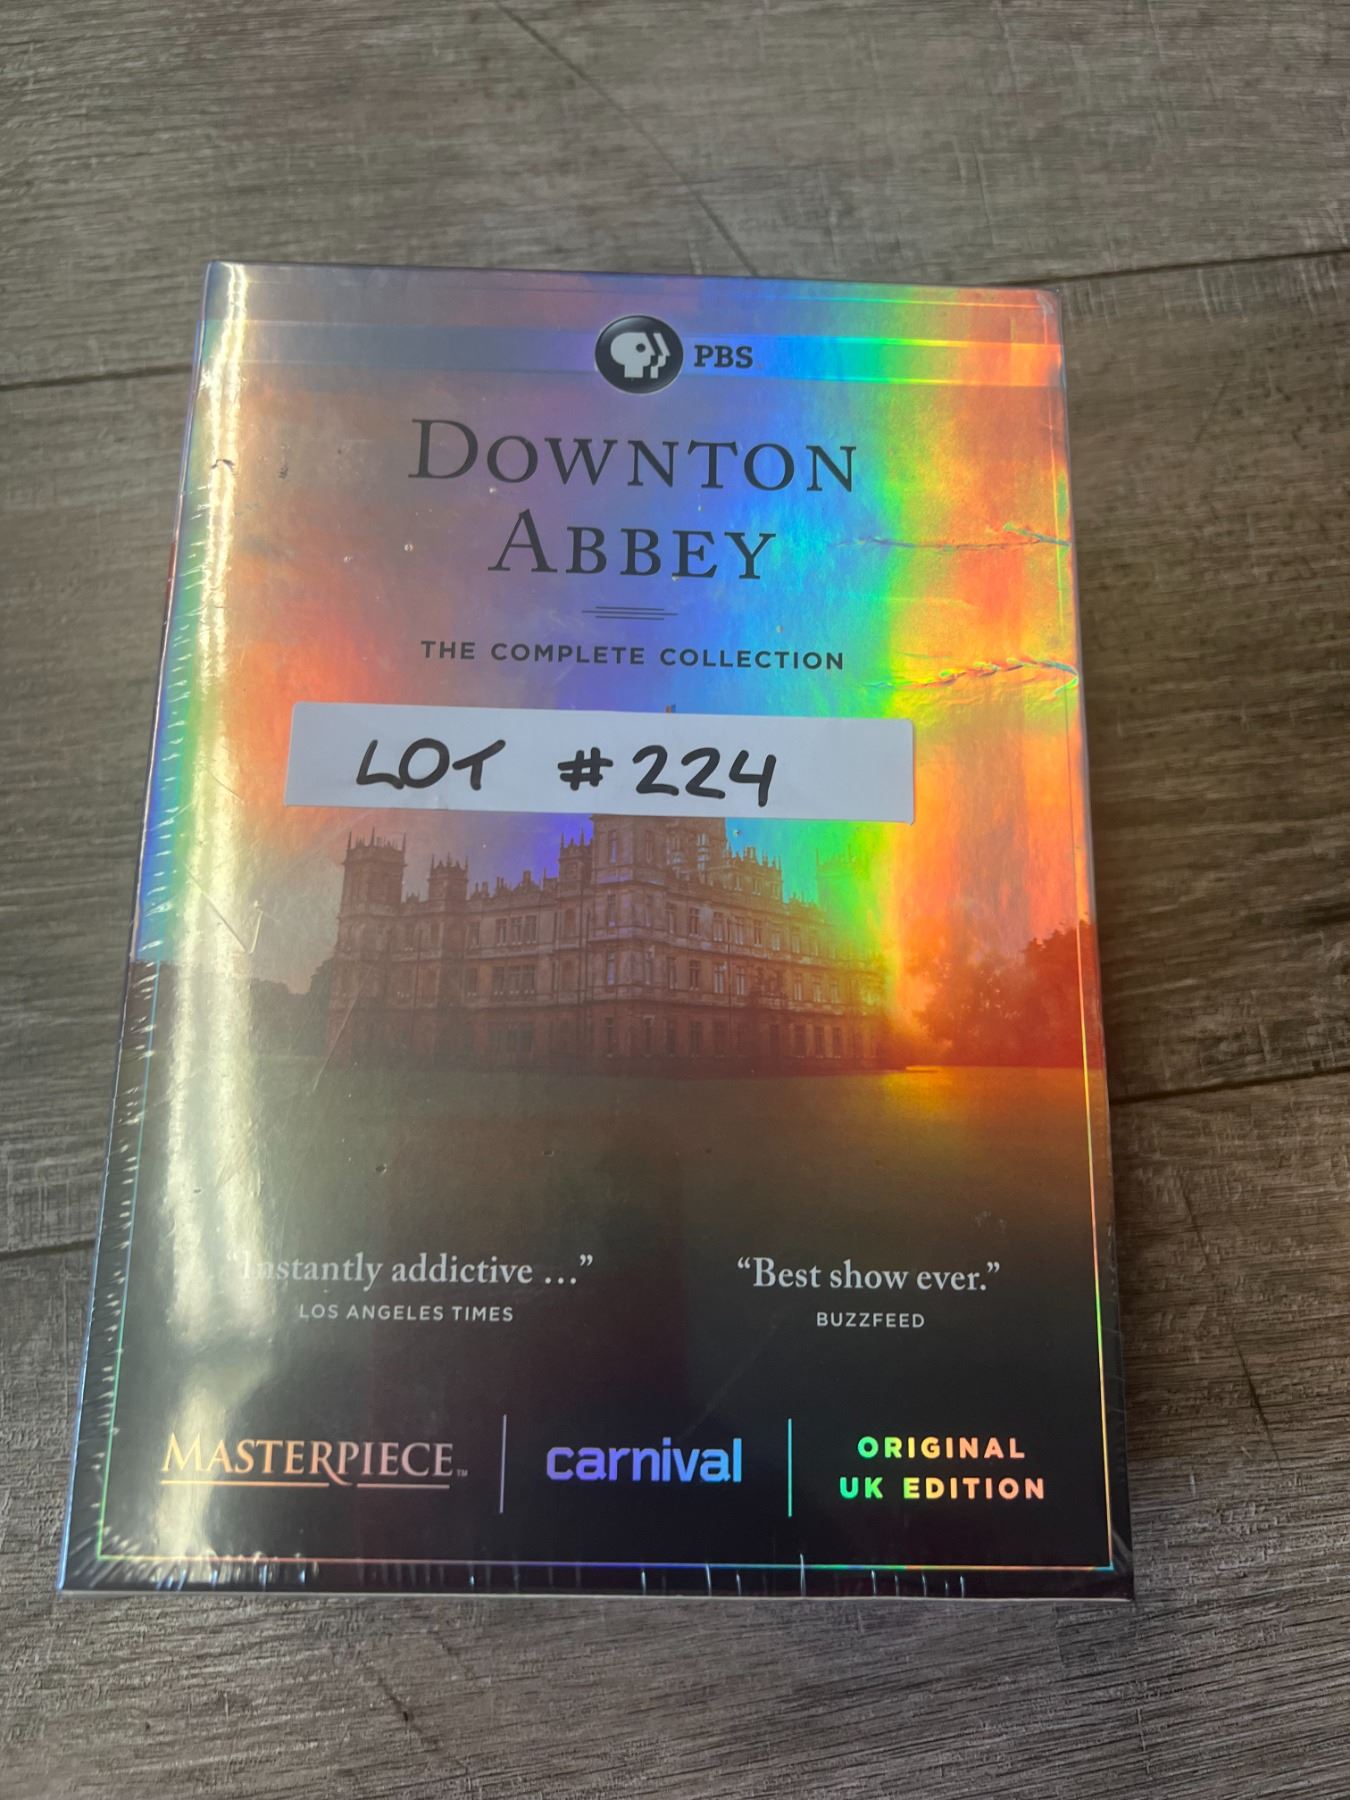 PBS
DOWNTON
ABBEY
THE COMPLETE COLLECTION
LOT #224
“Instantly addictive ...”
LOS ANGELES TIMES
“Best show ever.”
BUZZFEED
MASTERPIECE™
carnival
ORIGINAL
UK EDITION